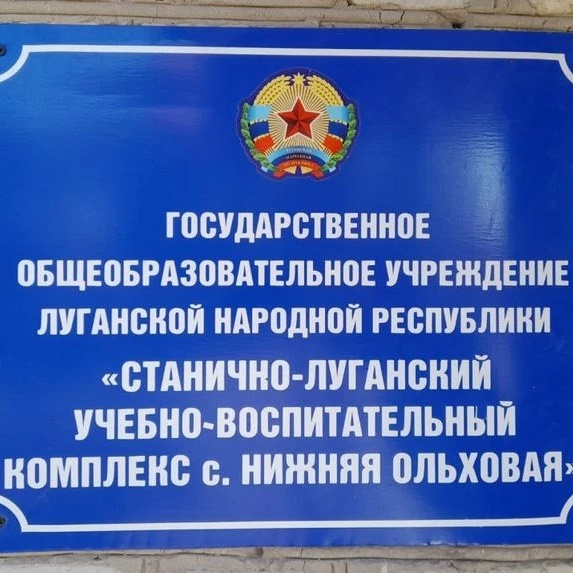 ГОСУДАРСТВЕННОЕ
ОБЩЕОБРАЗОВАТЕЛЬНОЕ УЧРЕЖДЕНИЕ
ЛУГАНСКОЙ НАРОДНОЙ РЕСПУБЛИКИ
«СТАНИЧНО-ЛУГАНСКИЙ
УЧЕБНО-ВОСПИТАТЕЛЬНЫЙ
КОМПЛЕКС с. НИЖНЯЯ ОЛЬХОВАЯ»